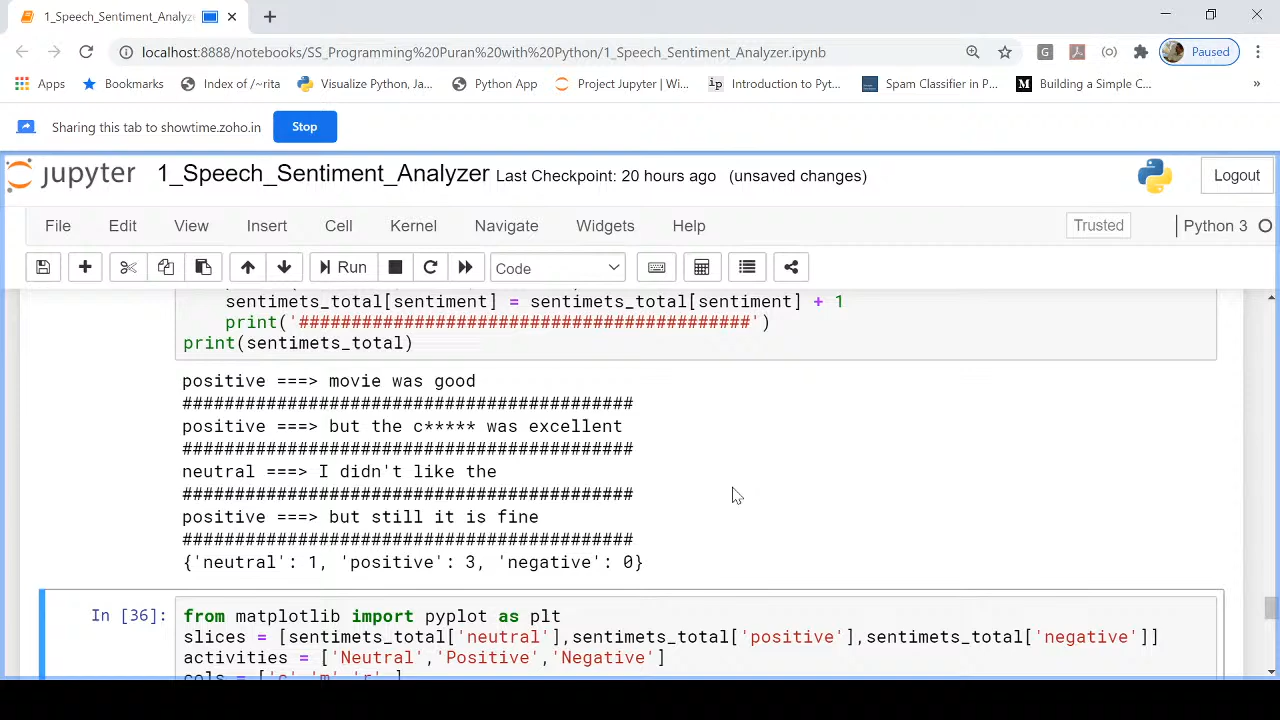 1_Speech_Sentiment_Analyz
localhost:8888/notebooks/SS_Programming%20Puran%20with%20Python/1_Speech_Sentiment_Analyzer.ipynb
Paused
Apps Bookmarks Index of /~rita Visualize Python, Ja... Python App Project Jupyter | Wi... Introduction to Pyt... Spam Classifier in P... Building a Simple C... »
Sharing this tab to showtime.zoho.in Stop
jupyter 1_Speech_Sentiment_Analyzer Last Checkpoint: 20 hours ago (unsaved changes) Logout
File Edit View Insert Cell Kernel Navigate Widgets Help Trusted Python 3
Run Code
sentimets_total[sentiment] = sentimets_total[sentiment] + 1
print('###########################################')
print(sentimets_total)
positive ===> movie was good
###########################################
positive ===> but the c***** was excellent
###########################################
neutral ===> I didn't like the
###########################################
positive ===> but still it is fine
###########################################
{'neutral': 1, 'positive': 3, 'negative': 0}
In [36]: from matplotlib import pyplot as plt
slices = [sentimets_total['neutral'],sentimets_total['positive'],sentimets_total['negative']]
activities = ['Neutral','Positive','Negative']
cols = ['c','m','r',]